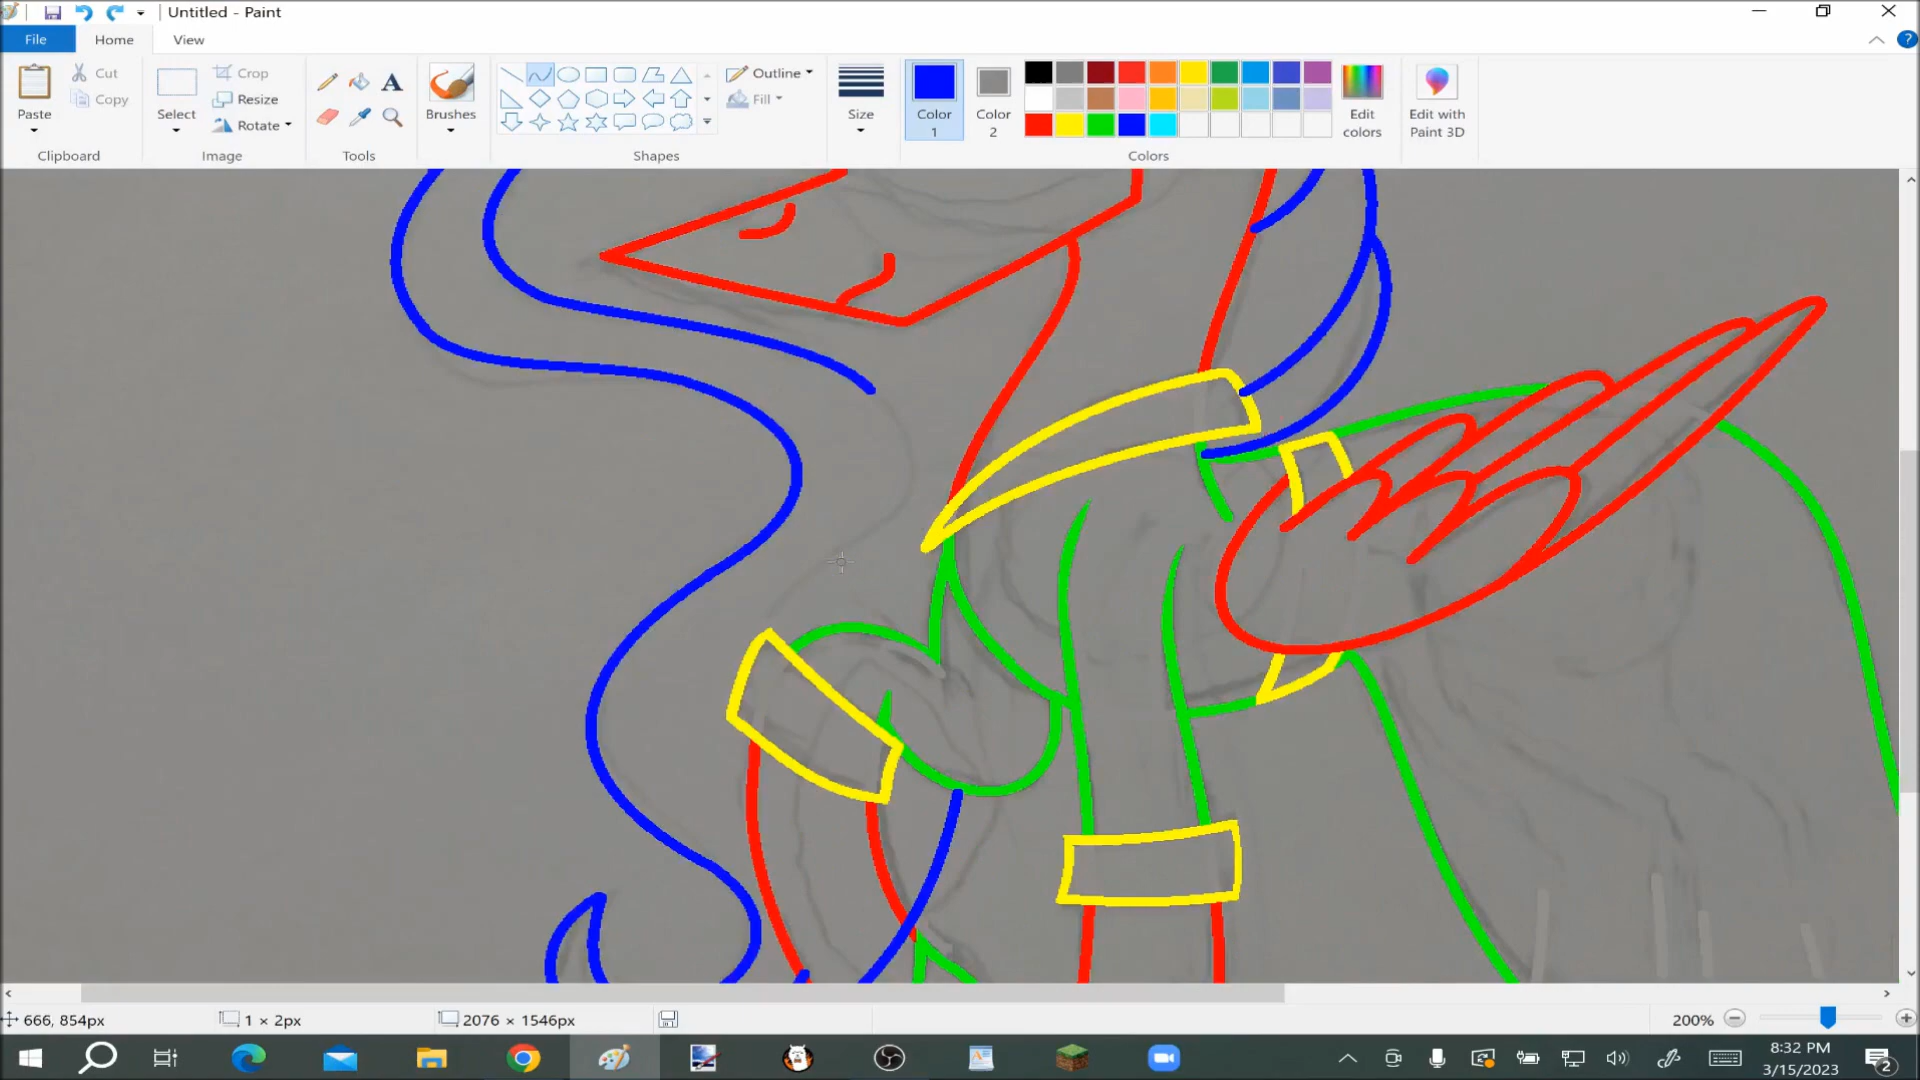 Untitled - Paint
File
Home
View
Paste
Cut
Copy
Clipboard
Select
Crop
Resize
Rotate
Image
A
Tools
Brushes
Outline
Fill
Shapes
Size
Color
1
Color
2
Edit
colors
Colors
Edit with
Paint 3D
?
666, 854px
1 × 2px
2076 × 1546px
200%
8:32 PM
3/15/2023
2